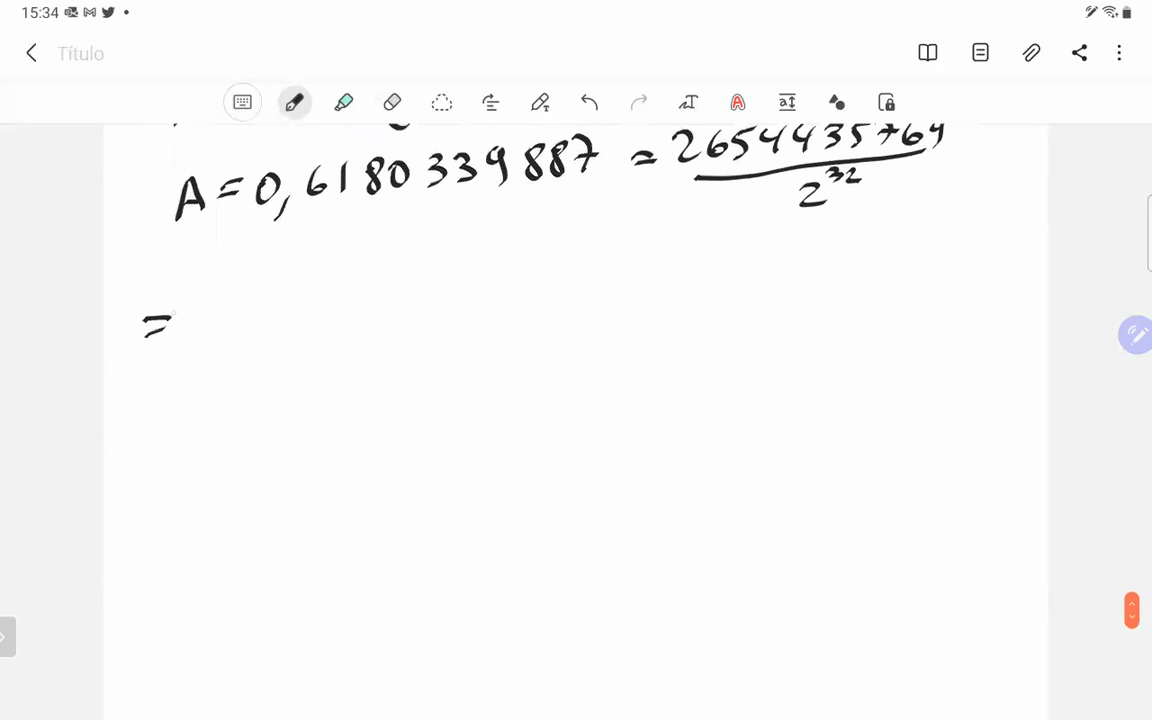 15:34
Título
A = 0,6180339887 = 2654435769
2^32
=